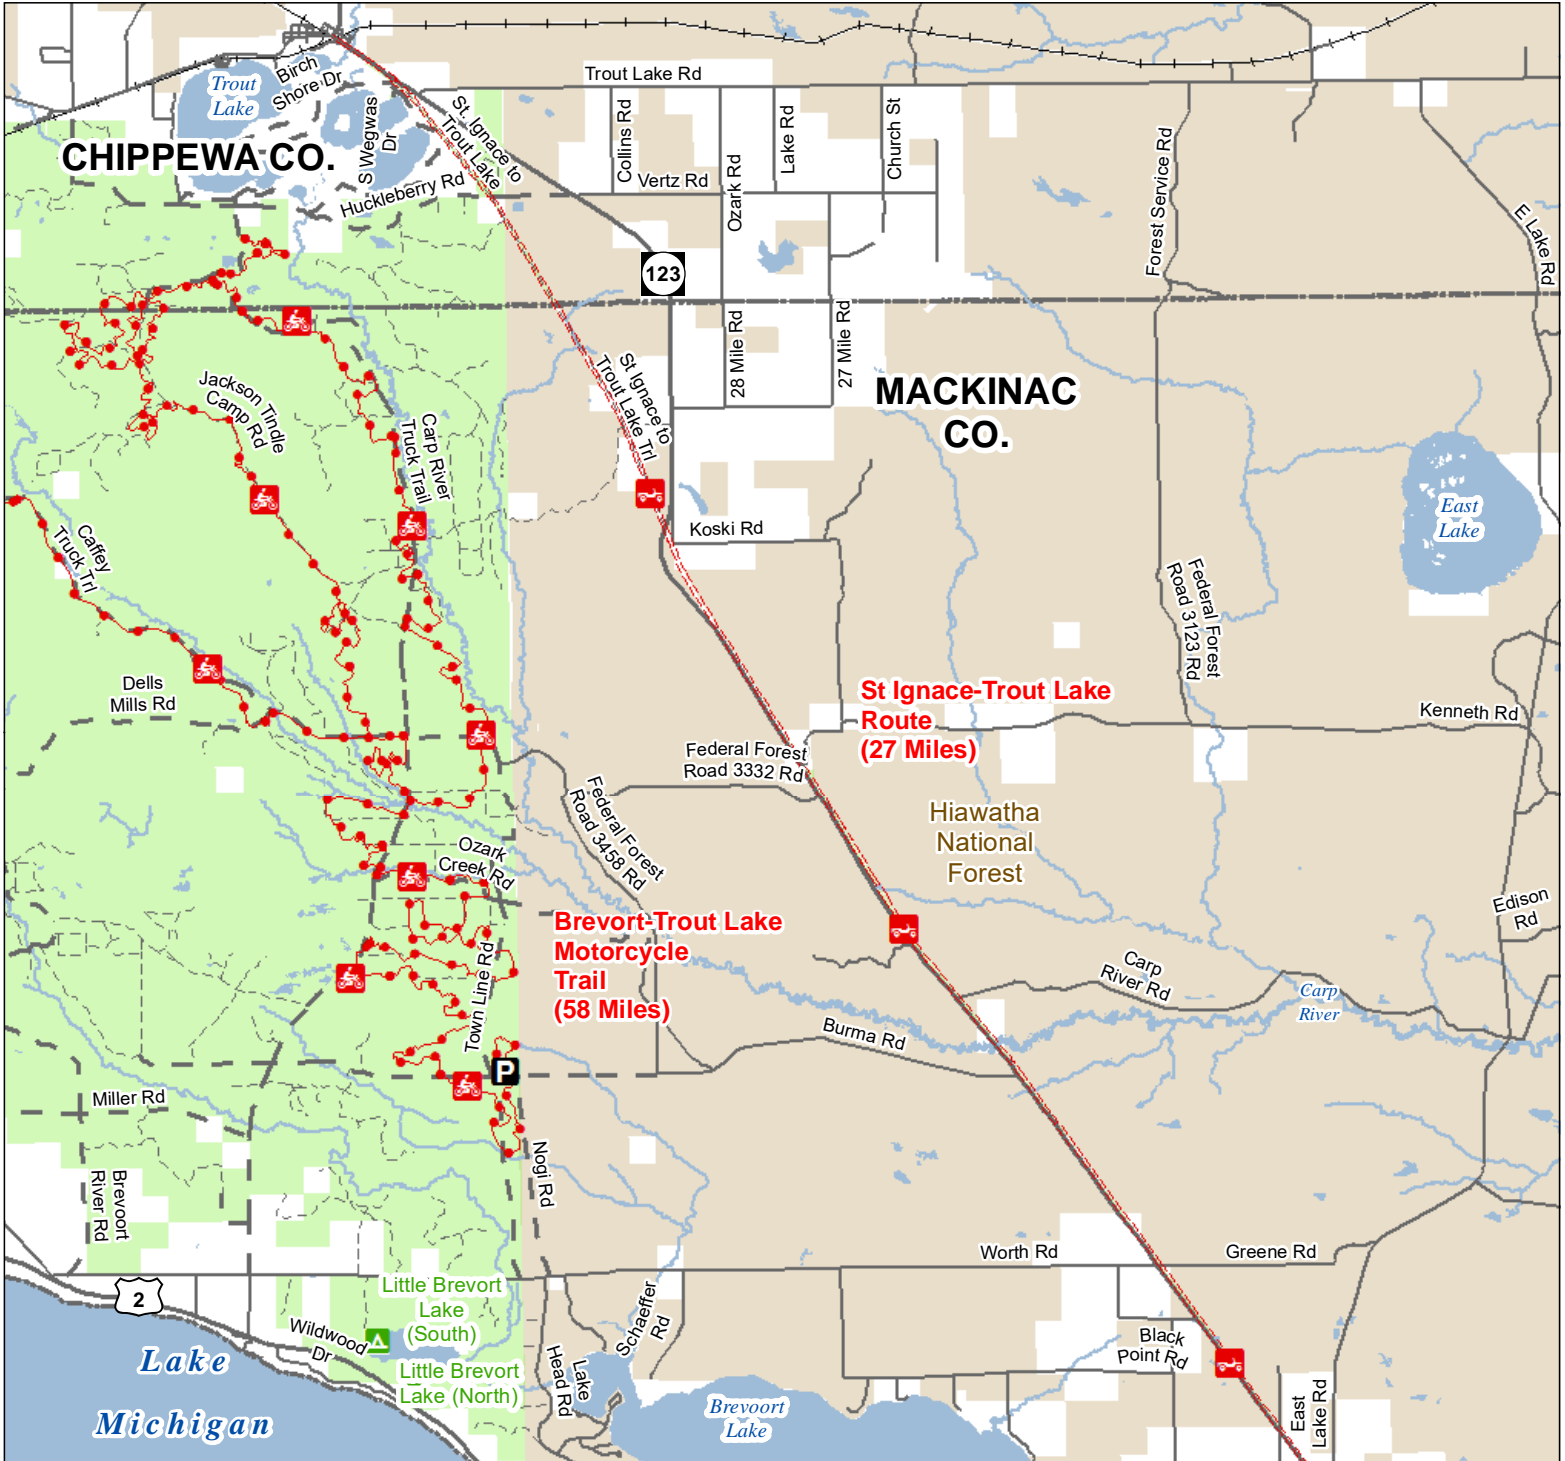 Trout
Lake
Birch
Shore Dr
S Wegwas
Dr
St. Ignace to
Trout Lake
Trout Lake Rd
Collins Rd
Lake Rd
Church St
CHIPPEWA CO.
Huckleberry Rd
Vertz Rd
Ozark Rd
Forest Service Rd
E Lake Rd
123
28 Mile Rd
27 Mile Rd
St Ignace to
Trout Lake Trl
MACKINAC
CO.
Jackson Tindle
Camp Rd
Carp River
Truck Trail
Caffey
Truck Trl
Koski Rd
East
Lake
Federal Forest
Road 3123 Rd
Dells
Mills Rd
St Ignace-Trout Lake
Route
(27 Miles)
Kenneth Rd
Federal Forest
Road 3332 Rd
Federal Forest
Road 3458 Rd
Hiawatha
National
Forest
Ozark
Creek Rd
Edison
Rd
Brevort-Trout Lake
Motorcycle
Trail
(58 Miles)
Town Line Rd
Carp
River Rd
Carp
River
Burma Rd
P
Miller Rd
Nogi Rd
Brevoort
River Rd
Worth Rd
Greene Rd
2
Little Brevort
Lake
(South)
Wildwood
Dr
Schaeffer
Rd
Black
Point Rd
Lake
Michigan
Little Brevort
Lake (North)
Lake
Head Rd
Brevoort
Lake
East
Lake Rd